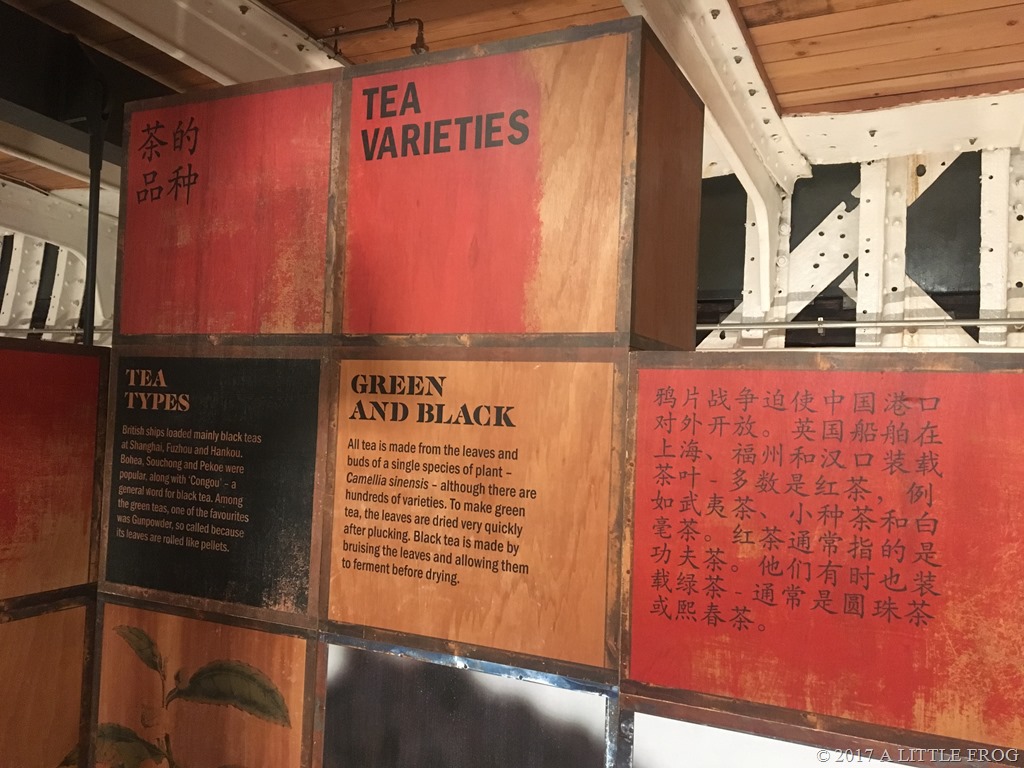 茶的
品种
TEA
VARIETIES
TEA
TYPES
British ships loaded mainly black teas
at Shanghai, Fuzhou and Hankou.
Bohea, Souchong and Pekoe were
popular, along with 'Congou' – a
general word for black tea. Among
the green teas, one of the favourites
was Gunpowder, so called because
its leaves are rolled like pellets.
GREEN
AND BLACK
All tea is made from the leaves and
buds of a single species of plant –
Camellia sinensis – although there are
hundreds of varieties. To make green
tea, the leaves are dried very quickly
after plucking. Black tea is made by
bruising the leaves and allowing them
to ferment before drying.
鸦片战争迫使中国港口
对外开放。英国船舶在
上海、福州和汉口装载
茶叶-多数是红茶，例
如武夷茶、小种茶和白
毫茶。红茶通常指的是
功夫茶。他们有时也装
载绿茶-通常是圆珠茶
或熙春茶。
© 2017 A LITTLE FROG